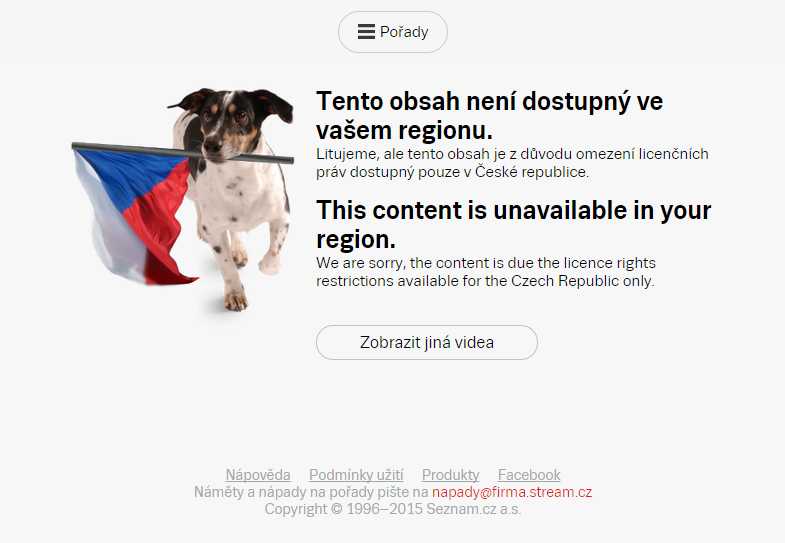 Pořady
Tento obsah není dostupný ve
vašem regionu.
Litujeme, ale tento obsah je z důvodu omezení licenčních
práv dostupný pouze v České republice.
This content is unavailable in your
region.
We are sorry, the content is due the licence rights
restrictions available for the Czech Republic only.
Zobrazit jiná videa
Nápověda Podmínky užití Produkty Facebook
Náměty a nápady na pořady pište na napady@firma.stream.cz
Copyright © 1996–2015 Seznam.cz a.s.